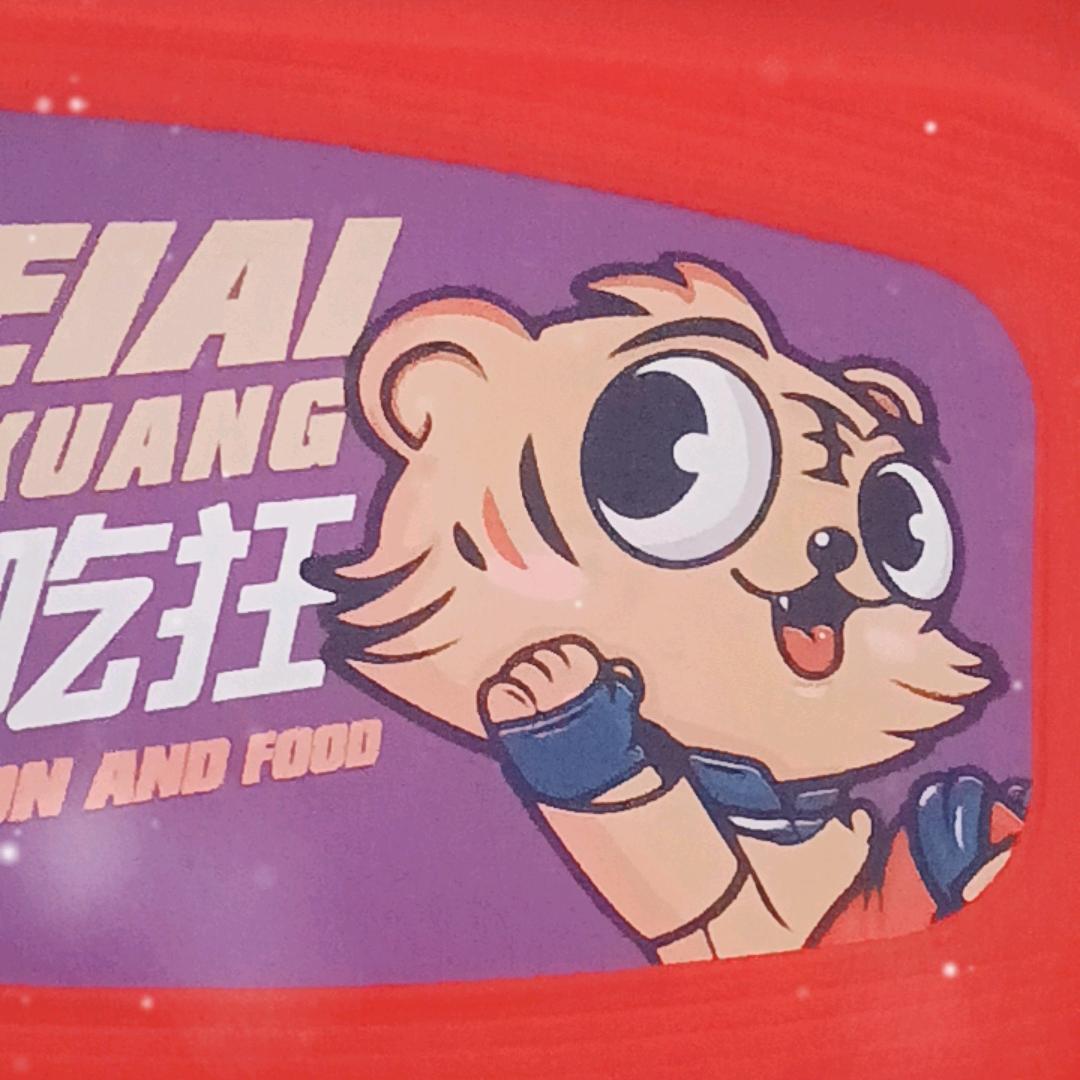 EIAI
KUANG
吃狂
ON AND FOOD